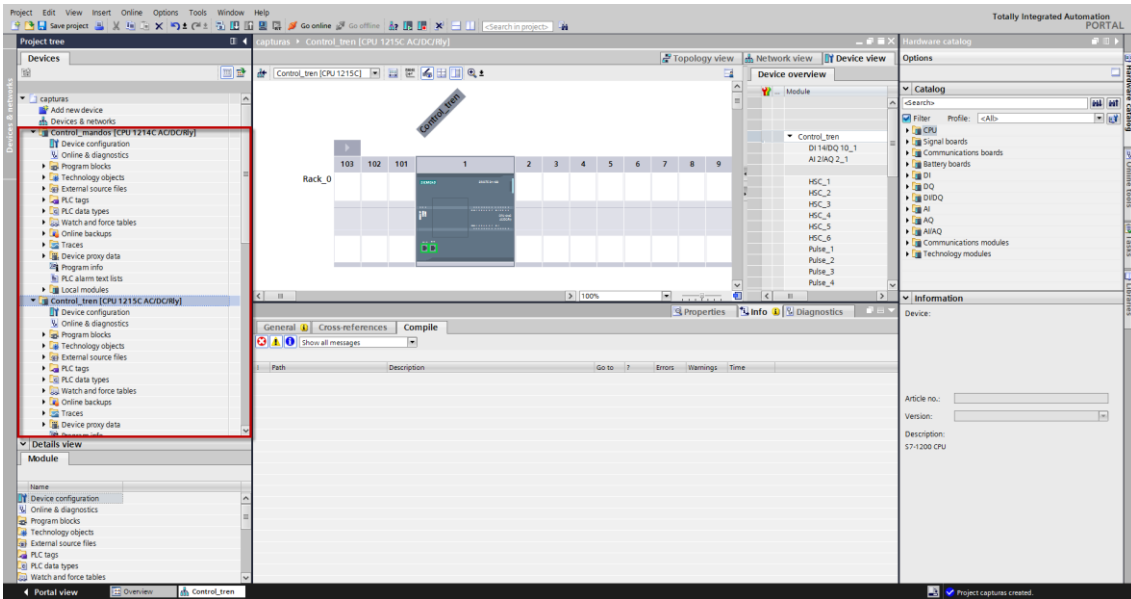 Project Edit View Insert Online Options Tools Window Help
Totally Integrated Automation
PORTAL
Save project Go online Go offline <Search in project>
Project tree
Devices
capturas
Add new device
Devices & networks
Control_mandos [CPU 1214C AC/DC/Rly]
Device configuration
Online & diagnostics
Program blocks
Technology objects
External source files
PLC tags
PLC data types
Watch and force tables
Online backups
Traces
Device proxy data
Program info
PLC alarm text lists
Local modules
Control_tren [CPU 1215C AC/DC/Rly]
Device configuration
Online & diagnostics
Program blocks
Technology objects
External source files
PLC tags
PLC data types
Watch and force tables
Online backups
Traces
Device proxy data
Program info
Details view
Module
Name
Device configuration
Online & diagnostics
Program blocks
Technology objects
External source files
PLC tags
PLC data types
Watch and force tables
Devices & networks
capturas Control_tren [CPU 1215C AC/DC/Rly]
Topology view Network view Device view
Control_tren [CPU 1215C]
Control_tren
103 102 101 1 2 3 4 5 6 7 8 9
Rack_0
SIEMENS
100%
Device overview
... Module
Control_tren
DI 14/DQ 10_1
AI 2/AQ 2_1
HSC_1
HSC_2
HSC_3
HSC_4
HSC_5
HSC_6
Pulse_1
Pulse_2
Pulse_3
Pulse_4
Properties Info Diagnostics
General Cross-references Compile
Show all messages
! Path Description Go to ? Errors Warnings Time
Hardware catalog
Options
Catalog
<Search>
Filter Profile: <All>
CPU
Signal boards
Communications boards
Battery boards
DI
DQ
DI/DQ
AI
AQ
AI/AQ
Communications modules
Technology modules
Information
Device:
Article no.:
Version:
Description:
S7-1200 CPU
Hardware catalog
Online tools
Tasks
Libraries
Portal view Overview Control_tren
Project capturas created.